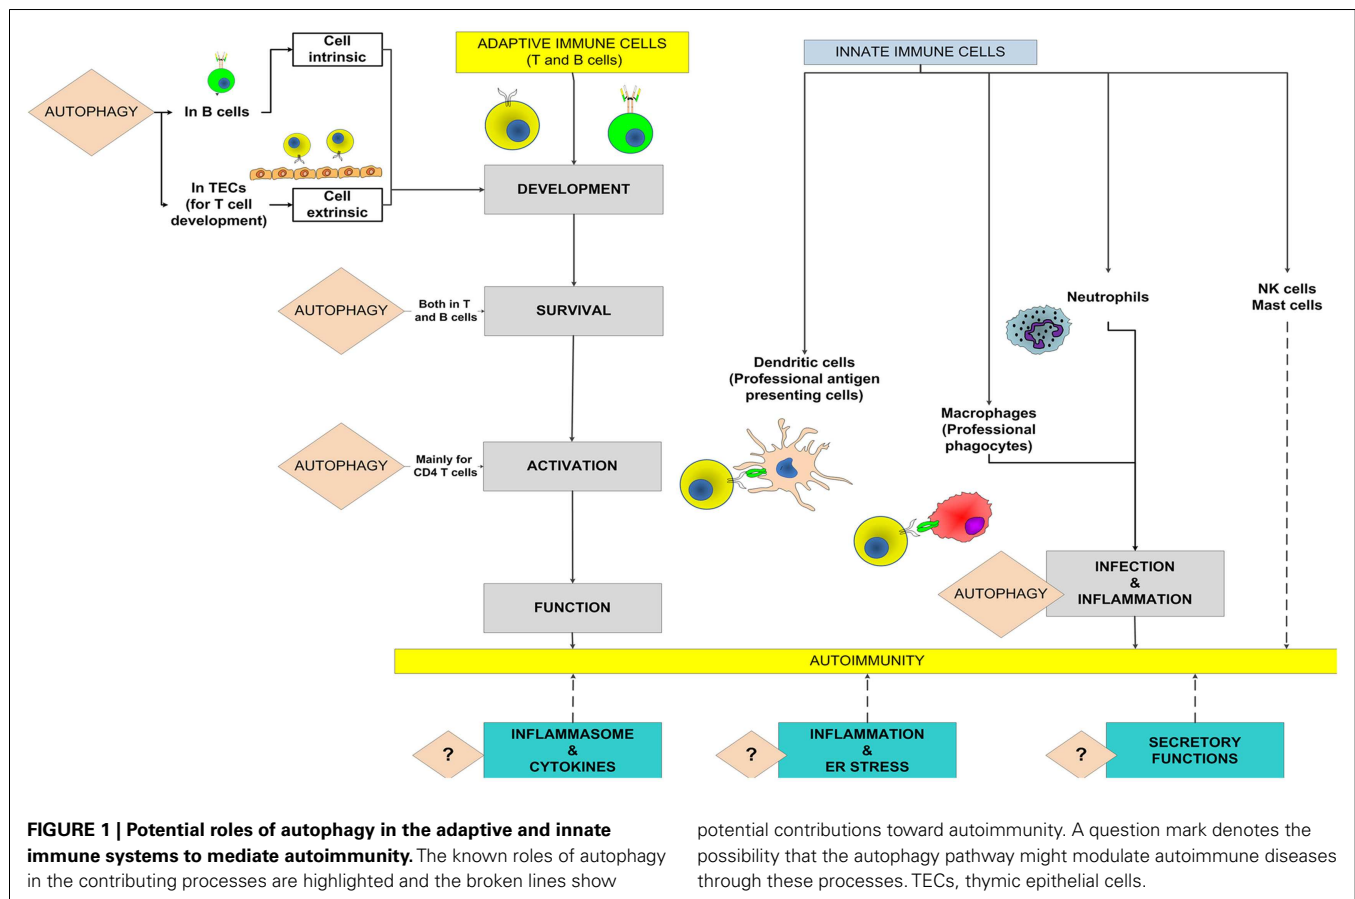 AUTOPHAGY
In B cells
Cell
intrinsic
In TECs
(for T cell
development)
Cell
extrinsic
ADAPTIVE IMMUNE CELLS
(T and B cells)
DEVELOPMENT
AUTOPHAGY
Both in T
and B cells
SURVIVAL
AUTOPHAGY
Mainly for
CD4 T cells
ACTIVATION
FUNCTION
INNATE IMMUNE CELLS
Dendritic cells
(Professional antigen
presenting cells)
Macrophages
(Professional
phagocytes)
Neutrophils
NK cells
Mast cells
AUTOPHAGY
INFECTION
&
INFLAMMATION
AUTOIMMUNITY
?
INFLAMMASOME
&
CYTOKINES
?
INFLAMMATION
&
ER STRESS
?
SECRETORY
FUNCTIONS
FIGURE 1 | Potential roles of autophagy in the adaptive and innate
immune systems to mediate autoimmunity. The known roles of autophagy
in the contributing processes are highlighted and the broken lines show
potential contributions toward autoimmunity. A question mark denotes the
possibility that the autophagy pathway might modulate autoimmune diseases
through these processes. TECs, thymic epithelial cells.